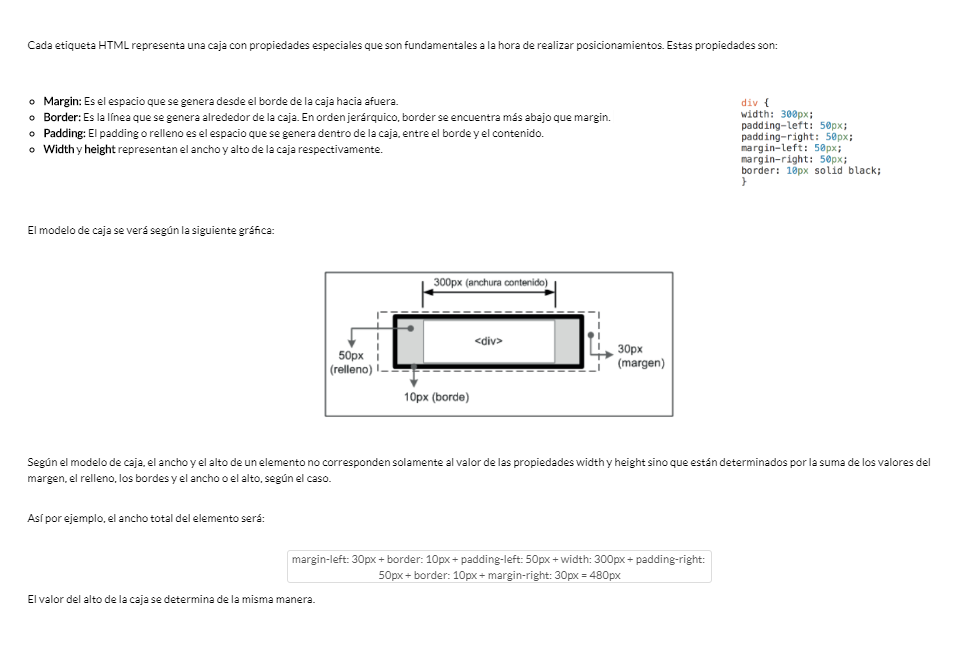 Cada etiqueta HTML representa una caja con propiedades especiales que son fundamentales a la hora de realizar posicionamientos. Estas propiedades son:
Margin: Es el espacio que se genera desde el borde de la caja hacia afuera.
Border: Es la línea que se genera alrededor de la caja. En orden jerárquico, border se encuentra más abajo que margin.
Padding: El padding o relleno es el espacio que se genera dentro de la caja, entre el borde y el contenido.
Width y height representan el ancho y alto de la caja respectivamente.
div {
width: 300px;
padding-left: 50px;
padding-right: 50px;
margin-left: 50px;
margin-right: 50px;
border: 10px solid black;
}
El modelo de caja se verá según la siguiente gráfica:
300px (anchura contenido)
<div>
50px
(relleno)
30px
(margen)
10px (borde)
Según el modelo de caja, el ancho y el alto de un elemento no corresponden solamente al valor de las propiedades width y height sino que están determinados por la suma de los valores del
margen, el relleno, los bordes y el ancho o el alto, según el caso.
Así por ejemplo, el ancho total del elemento será:
margin-left: 30px + border: 10px + padding-left: 50px + width: 300px + padding-right:
50px + border: 10px + margin-right: 30px = 480px
El valor del alto de la caja se determina de la misma manera.